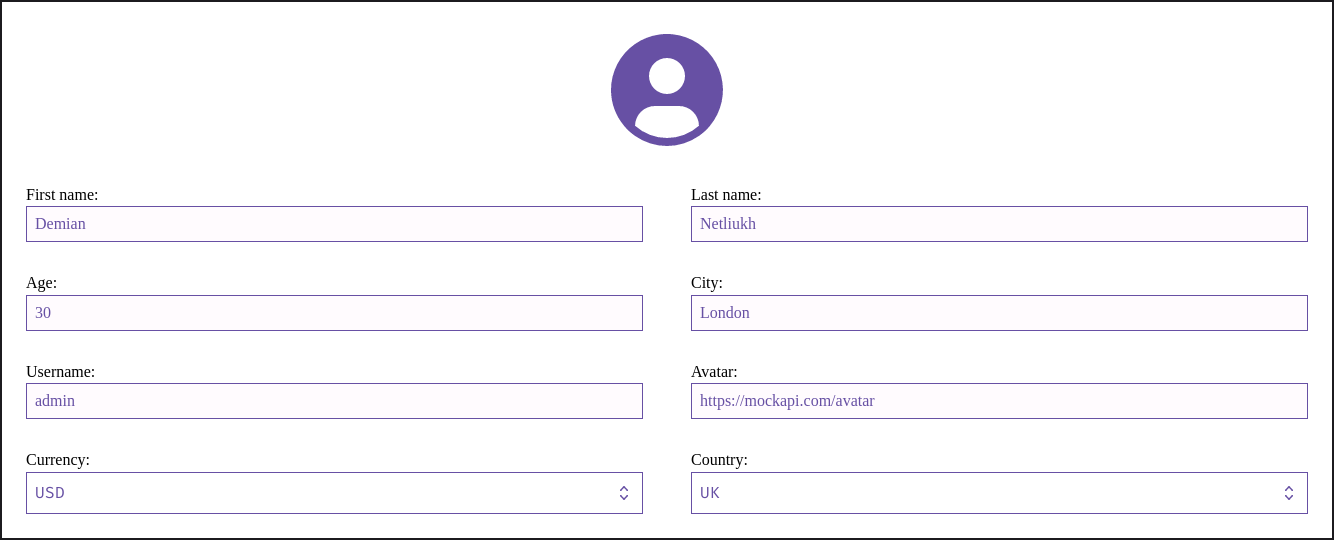 First name:
Last name:
Demian
Netliukh
Age:
City:
30
London
Username:
Avatar:
admin
https://mockapi.com/avatar
Currency:
Country:
USD
UK